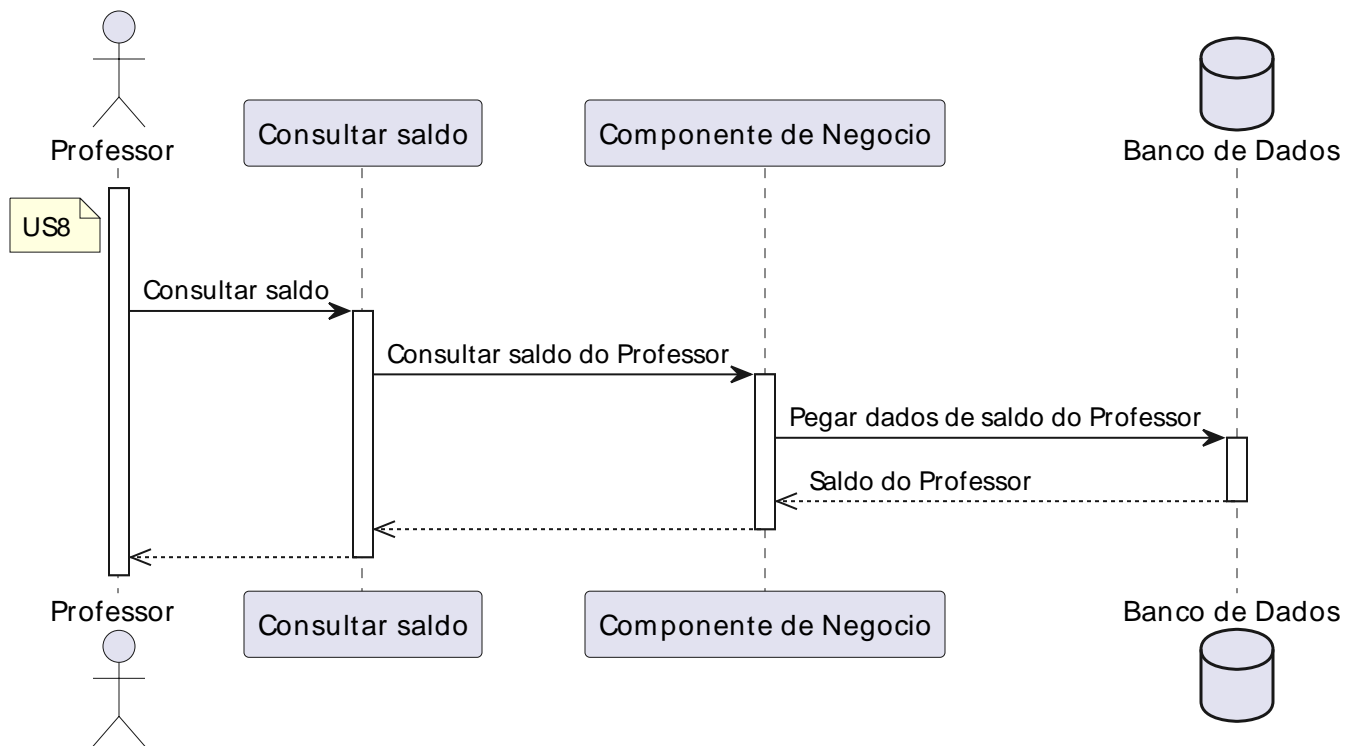 Professor
Consultar saldo
Componente de Negocio
Banco de Dados
US8
Consultar saldo
Consultar saldo do Professor
Pegar dados de saldo do Professor
Saldo do Professor
Professor
Consultar saldo
Componente de Negocio
Banco de Dados